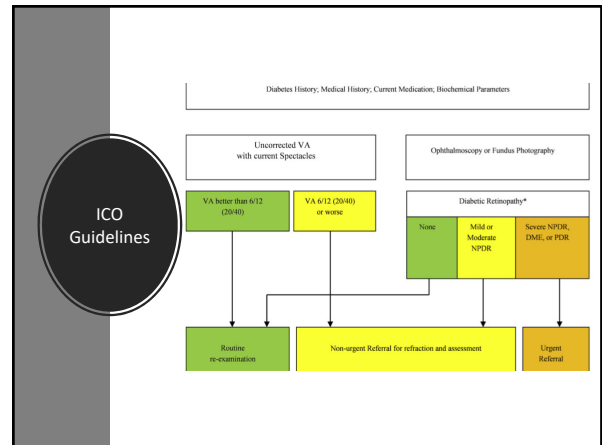 ICO
Guidelines
Diabetes History; Medical History; Current Medication; Biochemical Parameters
Uncorrected VA
with current Spectacles
Ophthalmoscopy or Fundus Photography
VA better than 6/12
(20/40)
VA 6/12 (20/40)
or worse
Diabetic Retinopathy*
None
Mild or
Moderate
NPDR
Severe NPDR,
DME, or PDR
Routine
re-examination
Non-urgent Referral for refraction and assessment
Urgent
Referral